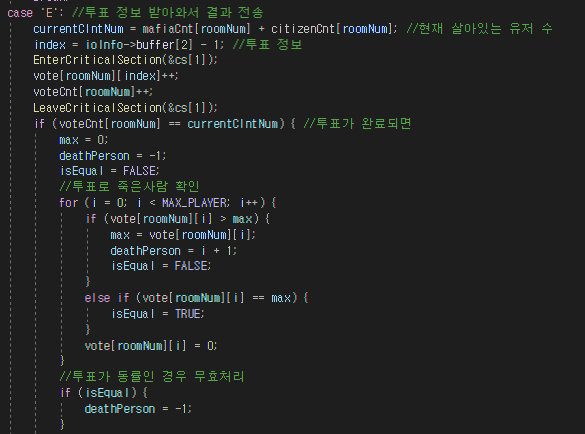 case 'E': //투표 정보 받아와서 결과 전송
currentClntNum = mafiaCnt[roomNum] + citizenCnt[roomNum]; //현재 살아있는 유저 수
index = ioInfo->buffer[2] - 1; //투표 정보
EnterCriticalSection(&cs[1]);
vote[roomNum][index]++;
voteCnt[roomNum]++;
LeaveCriticalSection(&cs[1]);
if (voteCnt[roomNum] == currentClntNum) { //투표가 완료되면
max = 0;
deathPerson = -1;
isEqual = FALSE;
//투표로 죽은사람 확인
for (i = 0; i < MAX_PLAYER; i++) {
if (vote[roomNum][i] > max) {
max = vote[roomNum][i];
deathPerson = i + 1;
isEqual = FALSE;
}
else if (vote[roomNum][i] == max) {
isEqual = TRUE;
}
vote[roomNum][i] = 0;
}
//투표가 동률인 경우 무효처리
if (isEqual) {
deathPerson = -1;
}